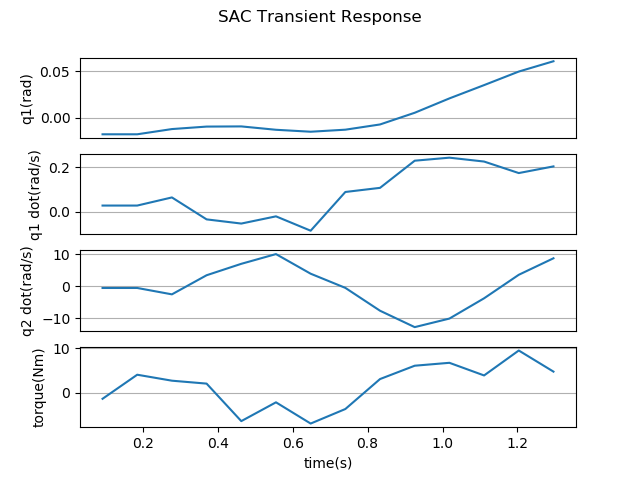 SAC Transient Response
0.05
0.00
q1(rad)
0.2
0.0
q1 dot(rad/s)
10
0
−10
q2 dot(rad/s)
10
0
torque(Nm)
0.2 0.4 0.6 0.8 1.0 1.2
time(s)